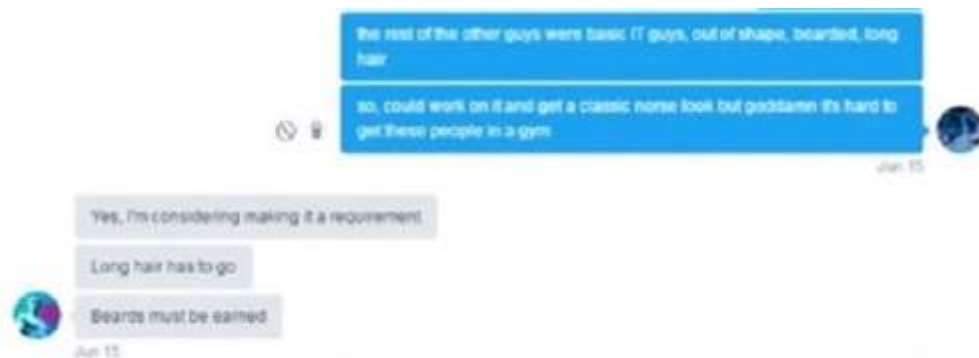 the rest of the other guys were basic IT guys, out of shape, bearded, long
hair
so, could work on it and get a classic norse look but goddamn it's hard to
get these people in a gym
Jun 15
Yes, I'm considering making it a requirement
Long hair has to go
Beards must be earned
Jun 15